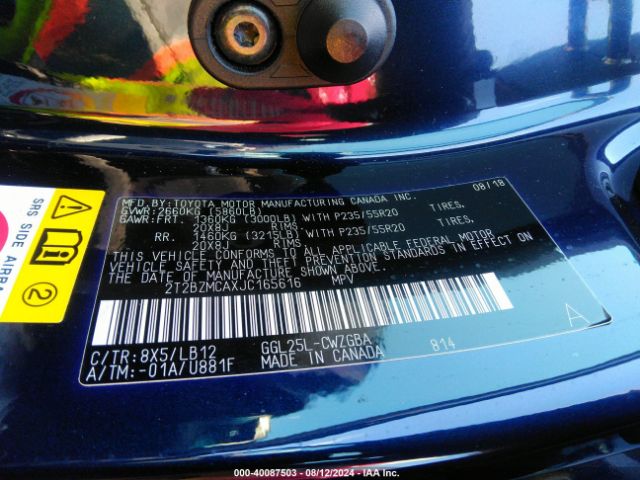 MFD. BY: TOYOTA MOTOR MANUFACTURING CANADA INC. 08/18
GVWR: 2660KG (5860LB)
GAWR: FRT. 1360KG (3000LB) WITH P235/55R20 TIRES,
20X8J RIMS
RR. 1460KG (3215LB) WITH P235/55R20 TIRES,
20X8J RIMS
THIS VEHICLE CONFORMS TO ALL APPLICABLE FEDERAL MOTOR
VEHICLE SAFETY AND THEFT PREVENTION STANDARDS IN EFFECT ON
THE DATE OF MANUFACTURE SHOWN ABOVE.
2T2BZMCAXJC165616 MPV
C/TR: 8X5/LB12 GGL25L-CWZGBA 814 A
A/TM: -01A/U881F MADE IN CANADA
SIDE AIRBA
2
000-40087503 - 08/12/2024 - IAA Inc.